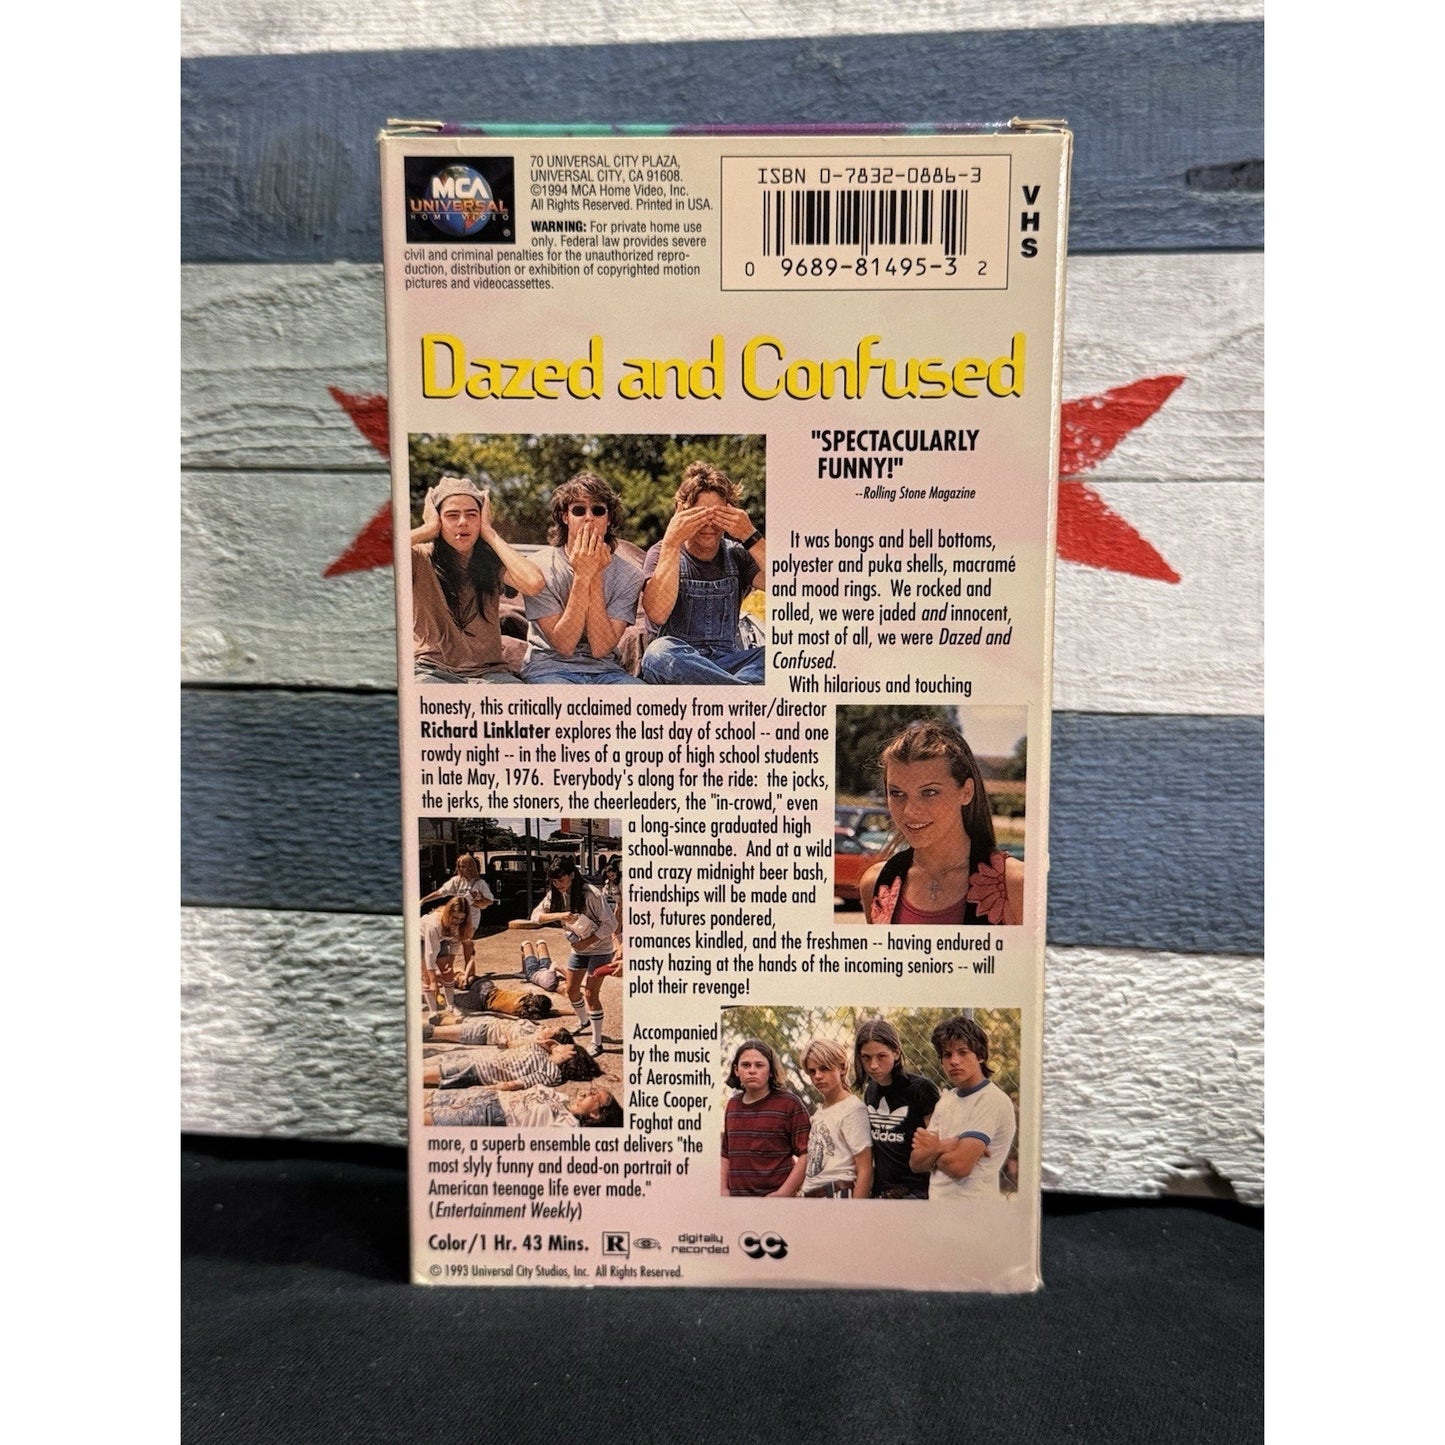 MCA
UNIVERSAL
HOME VIDEO
®
70 UNIVERSAL CITY PLAZA,
UNIVERSAL CITY, CA 91608.
©1994 MCA Home Video, Inc.
All Rights Reserved. Printed in USA.
WARNING: For private home use
only. Federal law provides severe
civil and criminal penalties for the unauthorized repro-
duction, distribution or exhibition of copyrighted motion
pictures and videocassettes.
ISBN 0-7832-0886-3
0 9689-81495-3 2
VHS
Dazed and Confused
"SPECTACULARLY
FUNNY!"
--Rolling Stone Magazine
It was bongs and bell bottoms,
polyester and puka shells, macramé
and mood rings. We rocked and
rolled, we were jaded and innocent,
but most of all, we were Dazed and
Confused.
With hilarious and touching
honesty, this critically acclaimed comedy from writer/director
Richard Linklater explores the last day of school -- and one
rowdy night -- in the lives of a group of high school students
in late May, 1976. Everybody's along for the ride: the jocks,
the jerks, the stoners, the cheerleaders, the "in-crowd," even
a long-since graduated high
school-wannabe. And at a wild
and crazy midnight beer bash,
friendships will be made and
lost, futures pondered,
romances kindled, and the freshmen -- having endured a
nasty hazing at the hands of the incoming seniors -- will
plot their revenge!
Accompanied
by the music
of Aerosmith,
Alice Cooper,
Foghat and
more, a superb ensemble cast delivers "the
most slyly funny and dead-on portrait of
American teenage life ever made."
(Entertainment Weekly)
adidas
Color/1 Hr. 43 Mins.
R
digitally
recorded
CC
© 1993 Universal City Studios, Inc. All Rights Reserved.